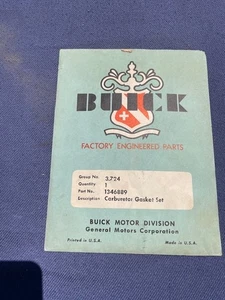 BUICK
FACTORY ENGINEERED PARTS
Group No. 3.724
Quantity 1
Part No. 1346889
Description Carburetor Gasket Set
BUICK MOTOR DIVISION
General Motors Corporation
Printed in U.S.A. Made in U.S.A.